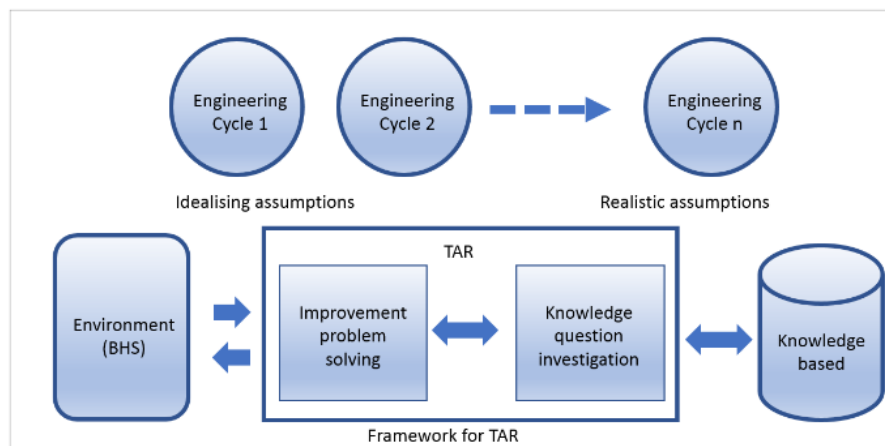 Engineering
Cycle 1
Engineering
Cycle 2
Engineering
Cycle n
Idealising assumptions
Realistic assumptions
TAR
Environment
(BHS)
Improvement
problem
solving
Knowledge
question
investigation
Knowledge
based
Framework for TAR